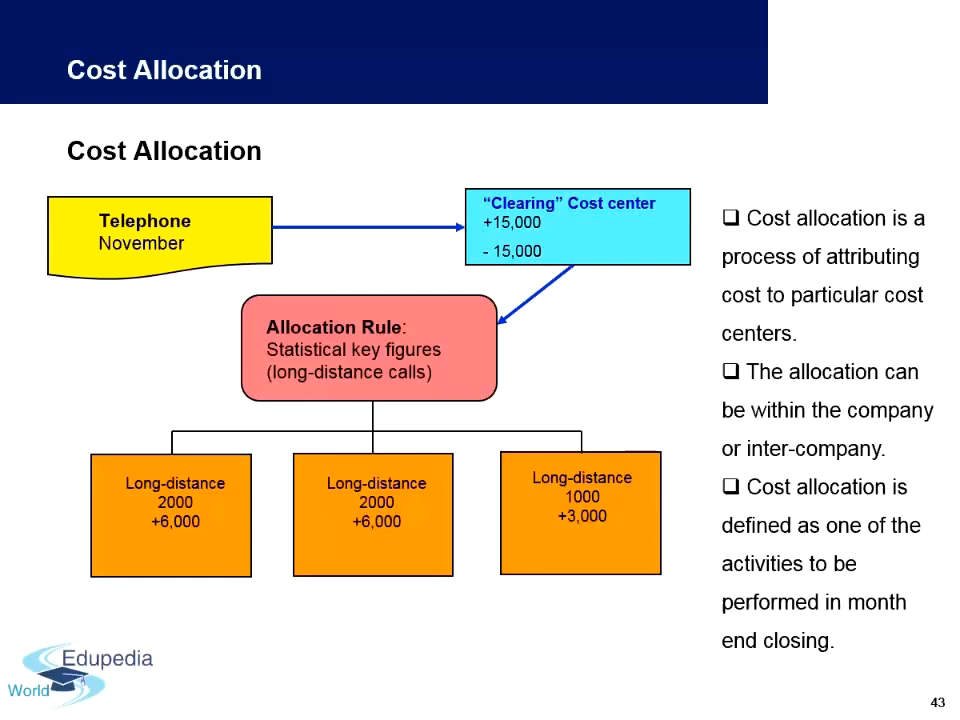 Cost Allocation
Cost Allocation
Telephone
November
“Clearing” Cost center
+15,000
- 15,000
Allocation Rule:
Statistical key figures
(long-distance calls)
Long-distance
2000
+6,000
Long-distance
2000
+6,000
Long-distance
1000
+3,000
❑ Cost allocation is a
process of attributing
cost to particular cost
centers.
❑ The allocation can
be within the company
or inter-company.
❑ Cost allocation is
defined as one of the
activities to be
performed in month
end closing.
Edupedia
World
43